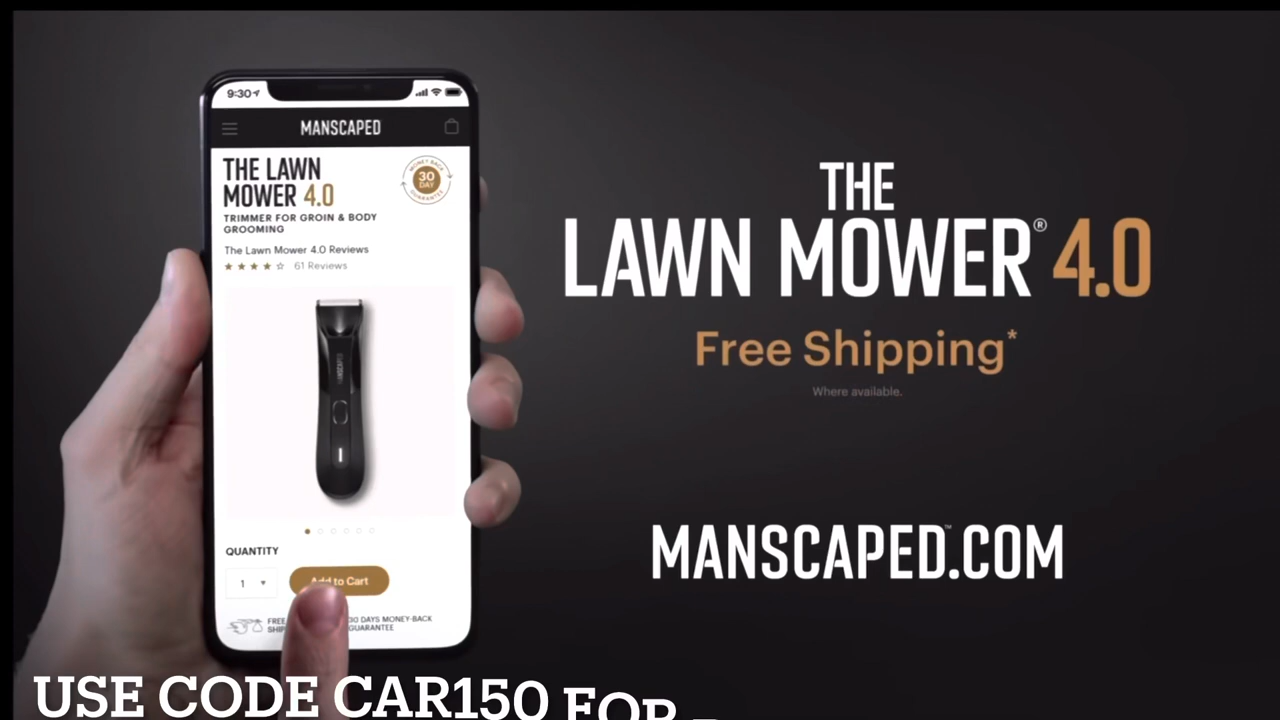 9:30
MANSCAPED
THE LAWN
MOWER 4.0
MONEY BACK
30
DAY
GUARANTEE
TRIMMER FOR GROIN & BODY
GROOMING
The Lawn Mower 4.0 Reviews
61 Reviews
MANSCAPED
QUANTITY
1
Add to Cart
FREE
30 DAYS MONEY-BACK
GUARANTEE
THE
LAWN MOWER® 4.0
Free Shipping*
Where available.
MANSCAPED™.COM
USE CODE CAR150 FOR